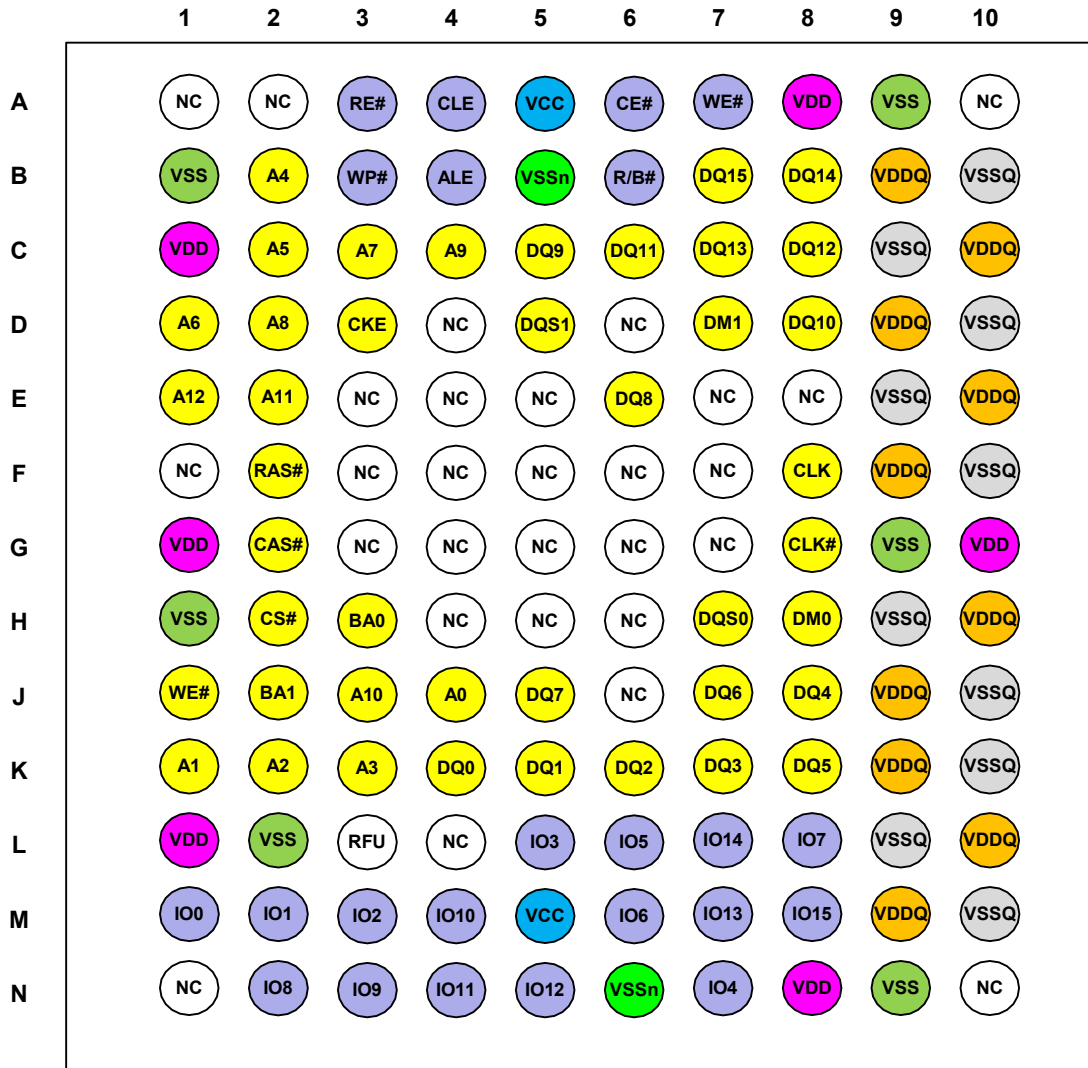 1 2 3 4 5 6 7 8 9 10
A NC NC RE# CLE VCC CE# WE# VDD VSS NC
B VSS A4 WP# ALE VSSn R/B# DQ15 DQ14 VDDQ VSSQ
C VDD A5 A7 A9 DQ9 DQ11 DQ13 DQ12 VSSQ VDDQ
D A6 A8 CKE NC DQS1 NC DM1 DQ10 VDDQ VSSQ
E A12 A11 NC NC NC DQ8 NC NC VSSQ VDDQ
F NC RAS# NC NC NC NC NC CLK VDDQ VSSQ
G VDD CAS# NC NC NC NC NC CLK# VSS VDD
H VSS CS# BA0 NC NC NC DQS0 DM0 VSSQ VDDQ
J WE# BA1 A10 A0 DQ7 NC DQ6 DQ4 VDDQ VSSQ
K A1 A2 A3 DQ0 DQ1 DQ2 DQ3 DQ5 VDDQ VSSQ
L VDD VSS RFU NC IO3 IO5 IO14 IO7 VSSQ VDDQ
M IO0 IO1 IO2 IO10 VCC IO6 IO13 IO15 VDDQ VSSQ
N NC IO8 IO9 IO11 IO12 VSSn IO4 VDD VSS NC